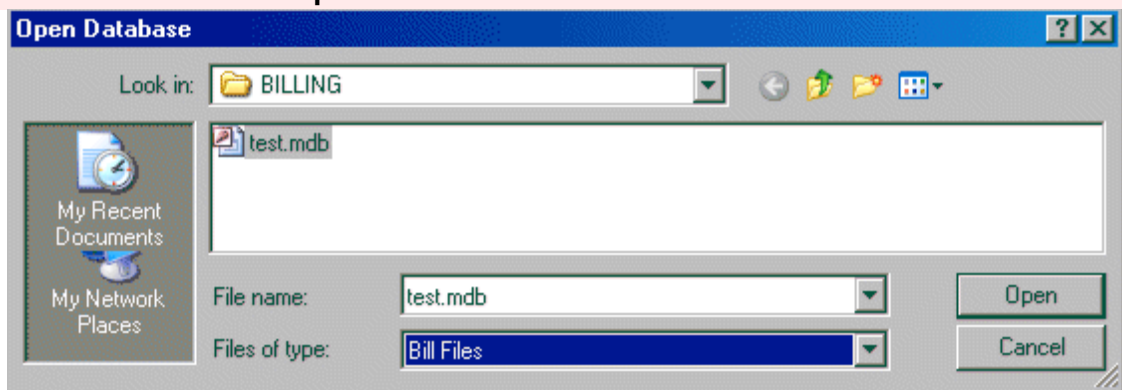 Open Database
Look in:
BILLING
test.mdb
My Recent
Documents
My Network
Places
File name:
test.mdb
Open
Files of type:
Bill Files
Cancel